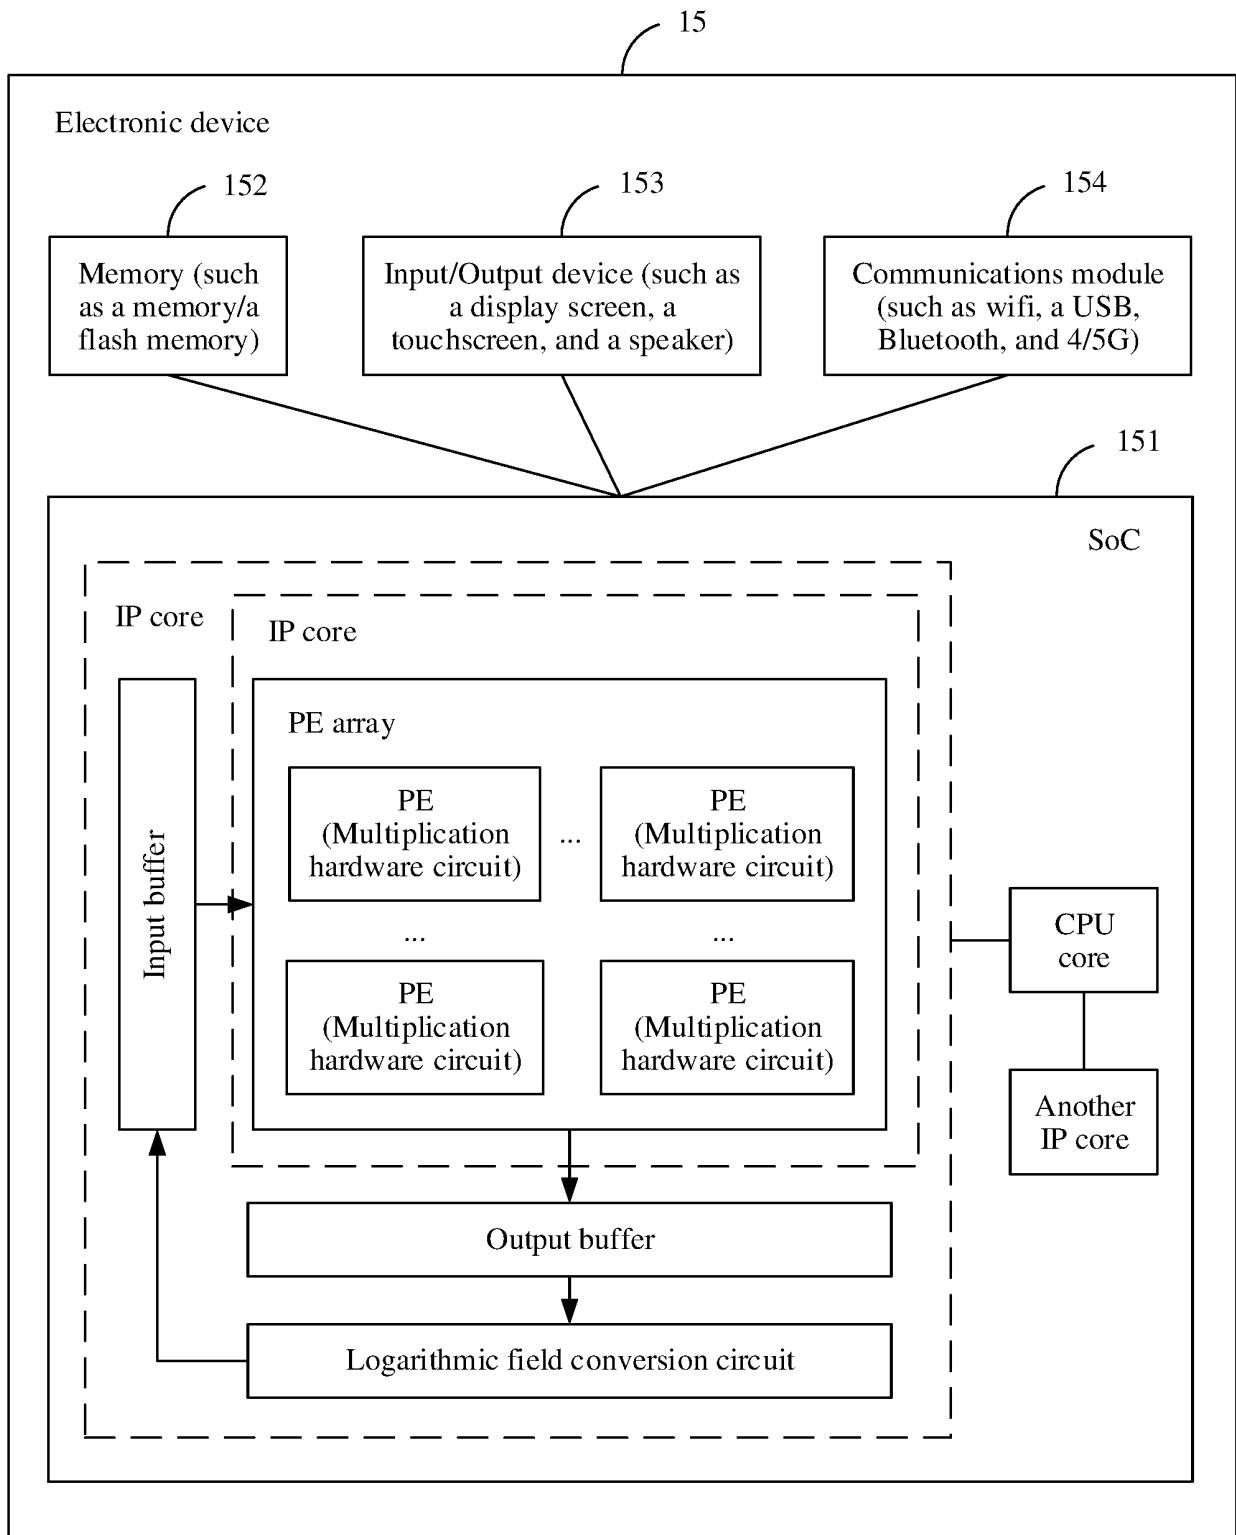 15
Electronic device
152
153
154
Memory (such
as a memory/a
flash memory)
Input/Output device (such as
a display screen, a
touchscreen, and a speaker)
Communications module
(such as wifi, a USB,
Bluetooth, and 4/5G)
151
SoC
IP core
IP core
Input buffer
PE array
PE
(Multiplication
hardware circuit)
...
PE
(Multiplication
hardware circuit)
...
...
PE
(Multiplication
hardware circuit)
PE
(Multiplication
hardware circuit)
CPU
core
Another
IP core
Output buffer
Logarithmic field conversion circuit